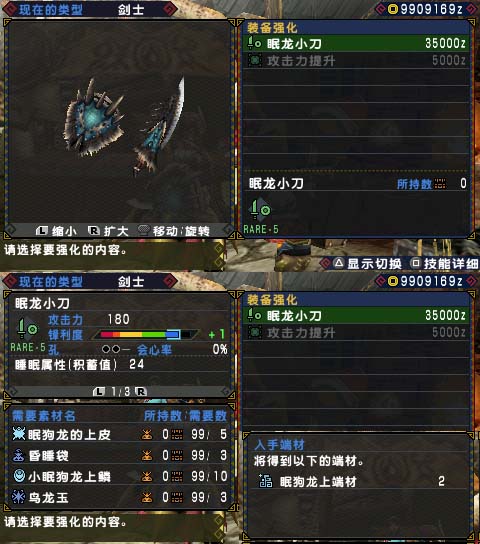 现在的类型 剑士
9909169z
装备强化
眠龙小刀 35000z
攻击力提升 5000z
眠龙小刀 所持数 0
RARE-5
L 缩小 R 扩大 移动/旋转
请选择要强化的内容。
△显示切换 □技能详细
现在的类型 剑士
9909169z
眠龙小刀
攻击力 180
锋利度 +1
RARE-5 孔 ○○— 会心率 0%
睡眠属性(积蓄值) 24
L 1/3 R
装备强化
眠龙小刀 35000z
攻击力提升 5000z
需要素材名 所持数/需要数
眠狗龙的上皮 0 99/ 5
昏睡袋 0 99/ 3
小眠狗龙上鳞 0 99/10
鸟龙玉 0 99/ 3
请选择要强化的内容。
入手端材
将得到以下的端材。
眠狗龙上端材 2